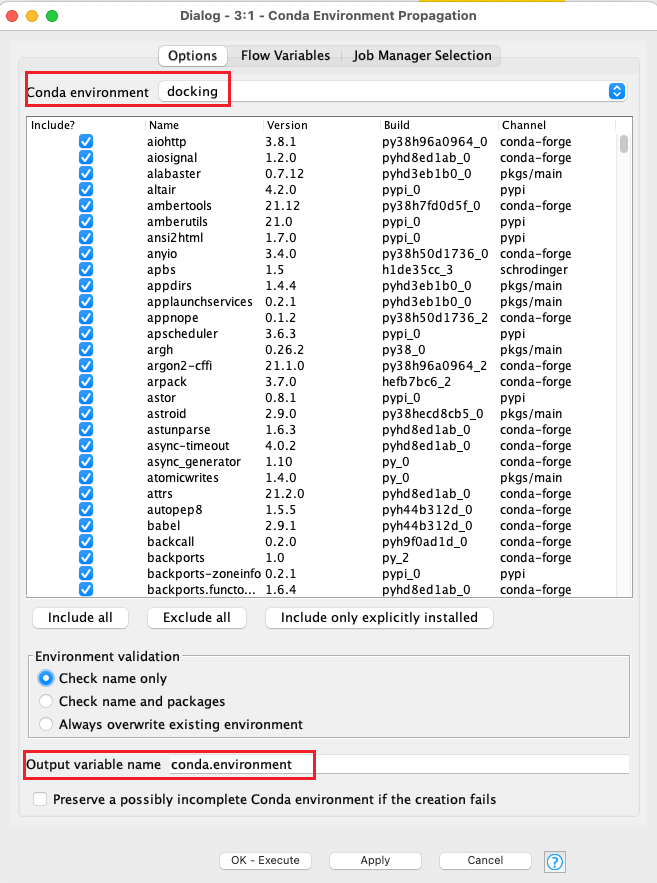 Dialog - 3:1 - Conda Environment Propagation
Options Flow Variables Job Manager Selection
Conda environment docking
Include? Name Version Build Channel
aiohttp 3.8.1 py38h96a0964_0 conda-forge
aiosignal 1.2.0 pyhd8ed1ab_0 conda-forge
alabaster 0.7.12 pyhd3eb1b0_0 pkgs/main
altair 4.2.0 pypi_0 pypi
ambertools 21.12 py38h7fd0d5f_0 conda-forge
amberutils 21.0 pypi_0 pypi
ansi2html 1.7.0 pypi_0 pypi
anyio 3.4.0 py38h50d1736_0 conda-forge
apbs 1.5 h1de35cc_3 schrodinger
appdirs 1.4.4 pyhd3eb1b0_0 pkgs/main
applaunchservices 0.2.1 pyhd3eb1b0_0 pkgs/main
appnope 0.1.2 py38h50d1736_2 conda-forge
apscheduler 3.6.3 pypi_0 pypi
argh 0.26.2 py38_0 pkgs/main
argon2-cffi 21.1.0 py38h96a0964_2 conda-forge
arpack 3.7.0 hefb7bc6_2 conda-forge
astor 0.8.1 pypi_0 pypi
astroid 2.9.0 py38hecd8cb5_0 pkgs/main
astunparse 1.6.3 pyhd8ed1ab_0 conda-forge
async-timeout 4.0.2 pyhd8ed1ab_0 conda-forge
async_generator 1.10 py_0 conda-forge
atomicwrites 1.4.0 py_0 pkgs/main
attrs 21.2.0 pyhd8ed1ab_0 conda-forge
autopep8 1.5.5 pyh44b312d_0 conda-forge
babel 2.9.1 pyh44b312d_0 conda-forge
backcall 0.2.0 pyh9f0ad1d_0 conda-forge
backports 1.0 py_2 conda-forge
backports-zoneinfo 0.2.1 pypi_0 pypi
backports.functo... 1.6.4 pyhd8ed1ab_0 conda-forge
Include all Exclude all Include only explicitly installed
Environment validation
Check name only
Check name and packages
Always overwrite existing environment
Output variable name conda.environment
Preserve a possibly incomplete Conda environment if the creation fails
OK - Execute Apply Cancel ?